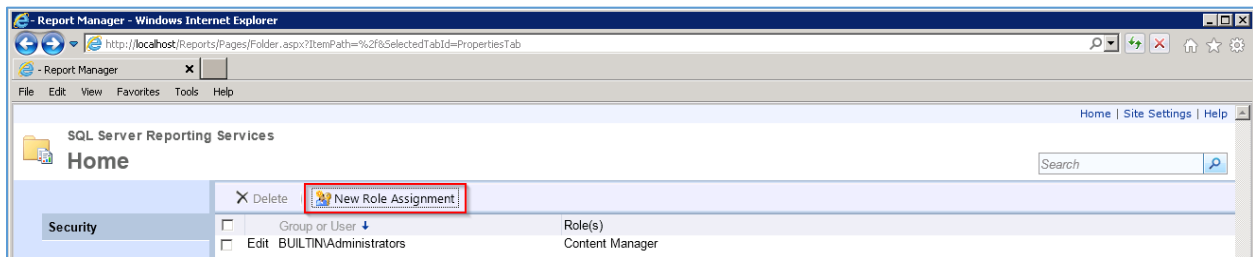 - Report Manager - Windows Internet Explorer
http://localhost/Reports/Pages/Folder.aspx?ItemPath=%2f&SelectedTabId=PropertiesTab
- Report Manager
File Edit View Favorites Tools Help
Home | Site Settings | Help
SQL Server Reporting Services
Home
Search
Delete New Role Assignment
Security
Group or User Role(s)
Edit BUILTIN\Administrators Content Manager